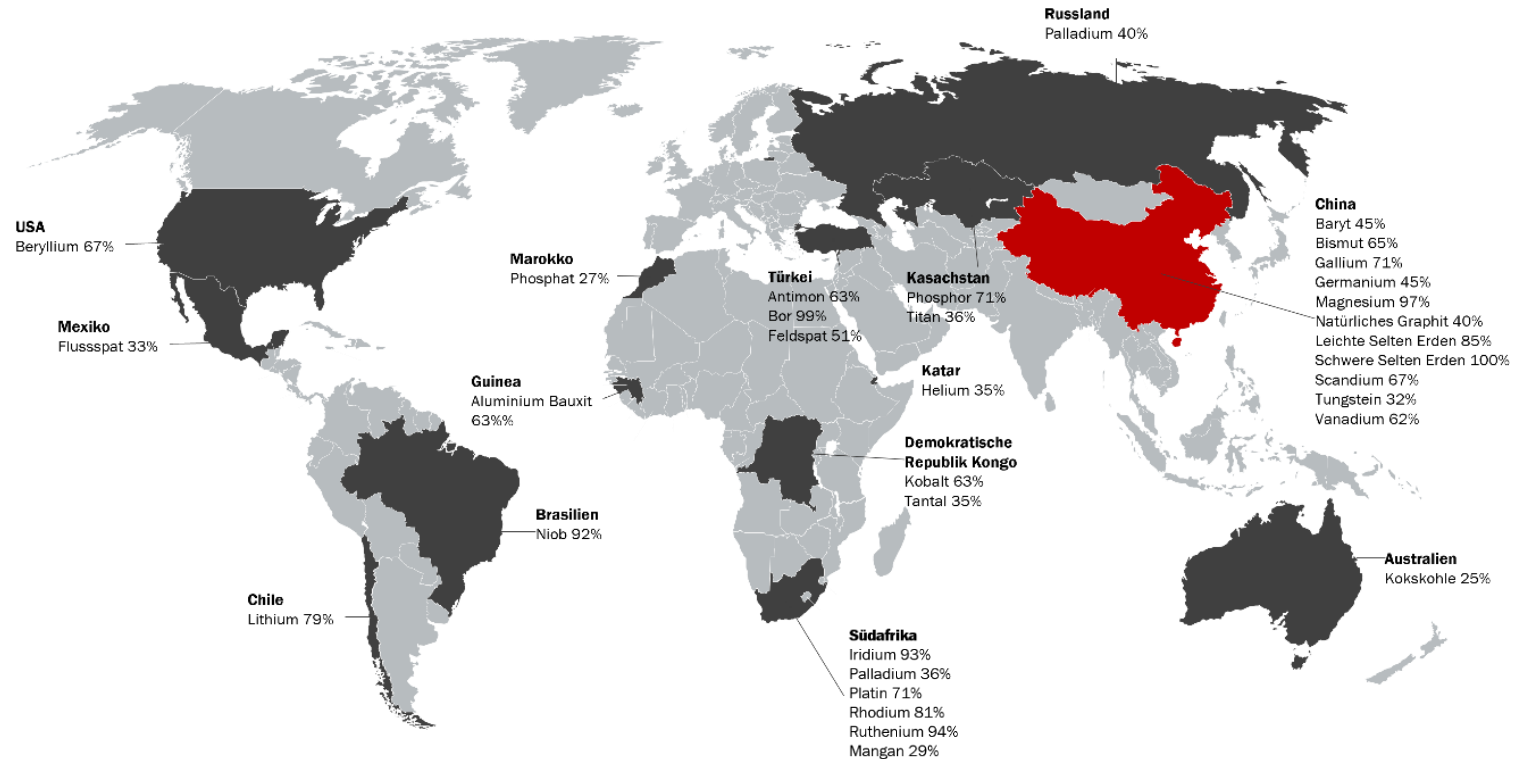 Russland
Palladium 40%
USA
Beryllium 67%
Mexiko
Flussspat 33%
Marokko
Phosphat 27%
Türkei
Antimon 63%
Bor 99%
Feldspat 51%
Kasachstan
Phosphor 71%
Titan 36%
China
Baryt 45%
Bismut 65%
Gallium 71%
Germanium 45%
Magnesium 97%
Natürliches Graphit 40%
Leichte Selten Erden 85%
Schwere Selten Erden 100%
Scandium 67%
Tungstein 32%
Vanadium 62%
Guinea
Aluminium Bauxit
63%%
Katar
Helium 35%
Demokratische
Republik Kongo
Kobalt 63%
Tantal 35%
Brasilien
Niob 92%
Chile
Lithium 79%
Südafrika
Iridium 93%
Palladium 36%
Platin 71%
Rhodium 81%
Ruthenium 94%
Mangan 29%
Australien
Kokskohle 25%